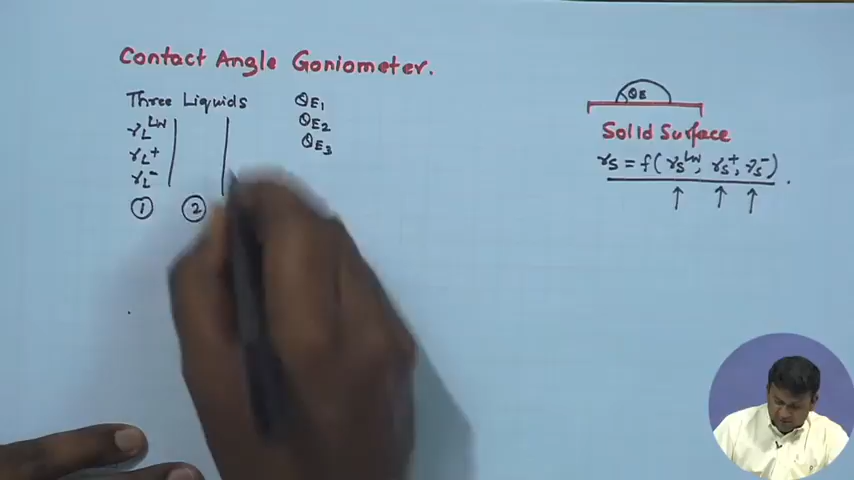 Contact Angle Goniometer.
Three Liquids
γL^LW
γL^+
γL^-
① ②
θE1
θE2
θE3
θE
Solid Surface
γS = f(γS^LW, γS^+, γS^-)